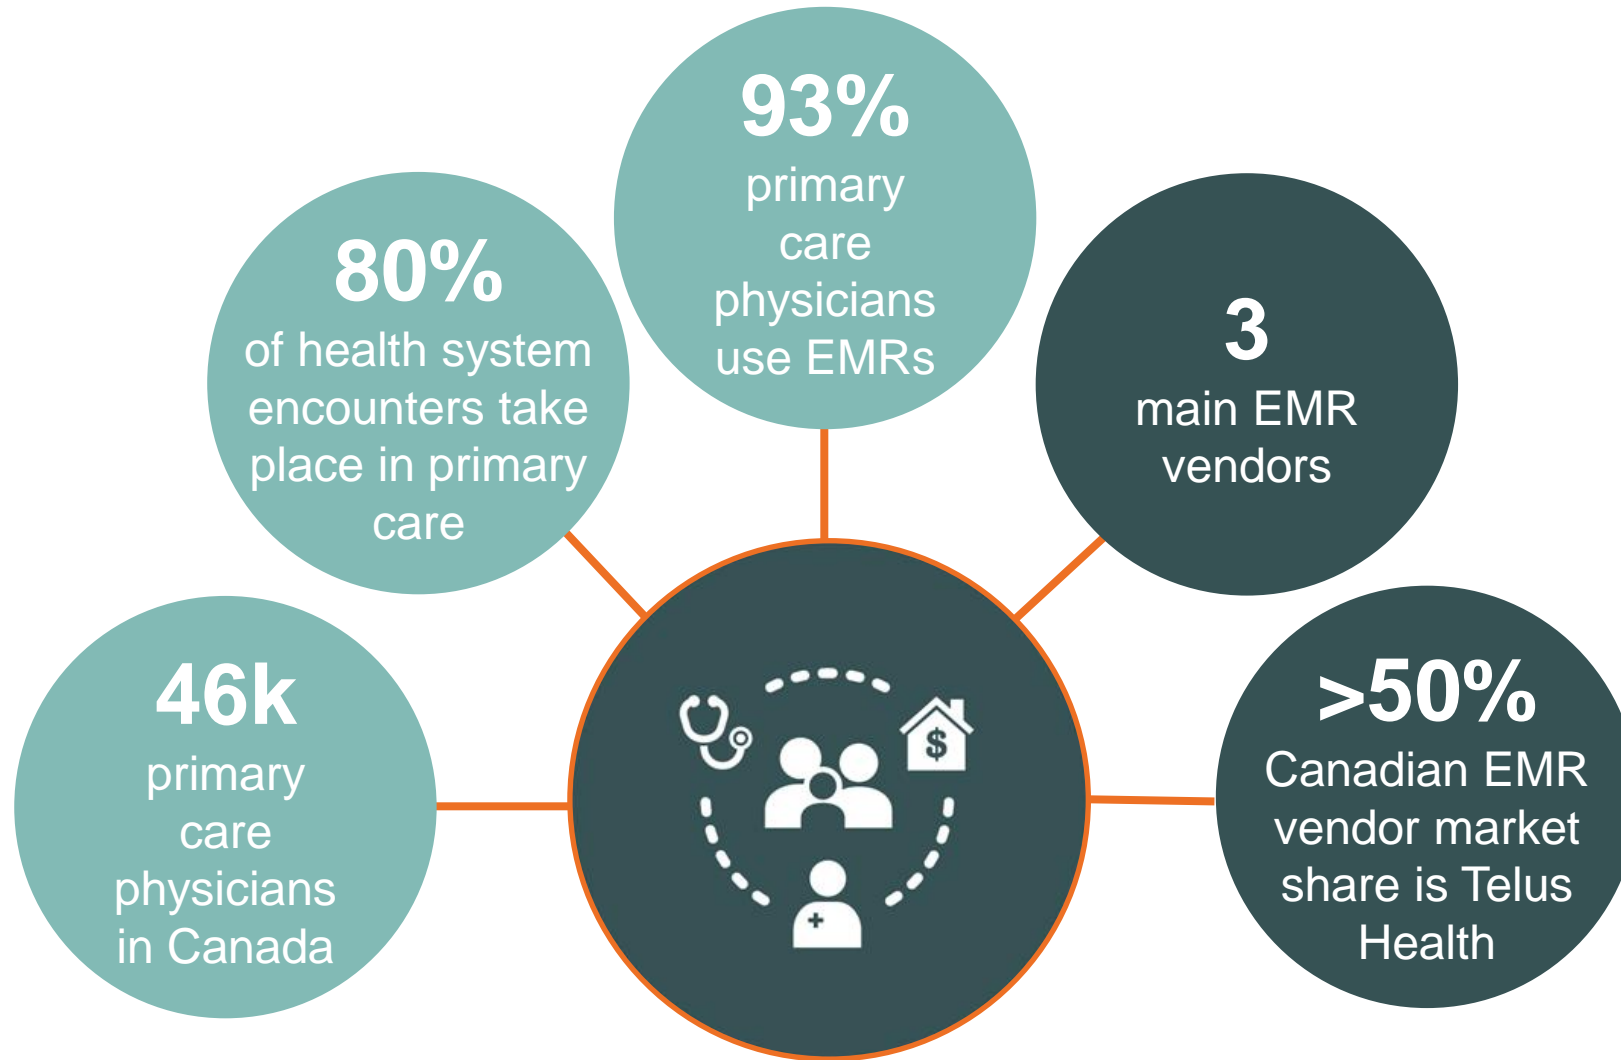 46k
primary
care
physicians
in Canada
80%
of health system
encounters take
place in primary
care
93%
primary
care
physicians
use EMRs
3
main EMR
vendors
>50%
Canadian EMR
vendor market
share is Telus
Health
$